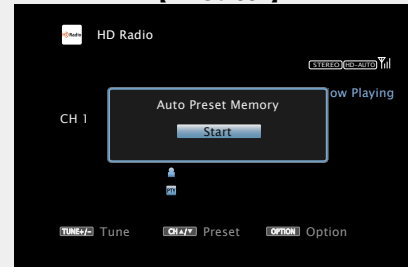 HD Radio
STEREO HD-AUTO
ow Playing
Auto Preset Memory
CH 1
Start
PTY
TUNE+/- Tune CH▲/▼ Preset OPTION Option